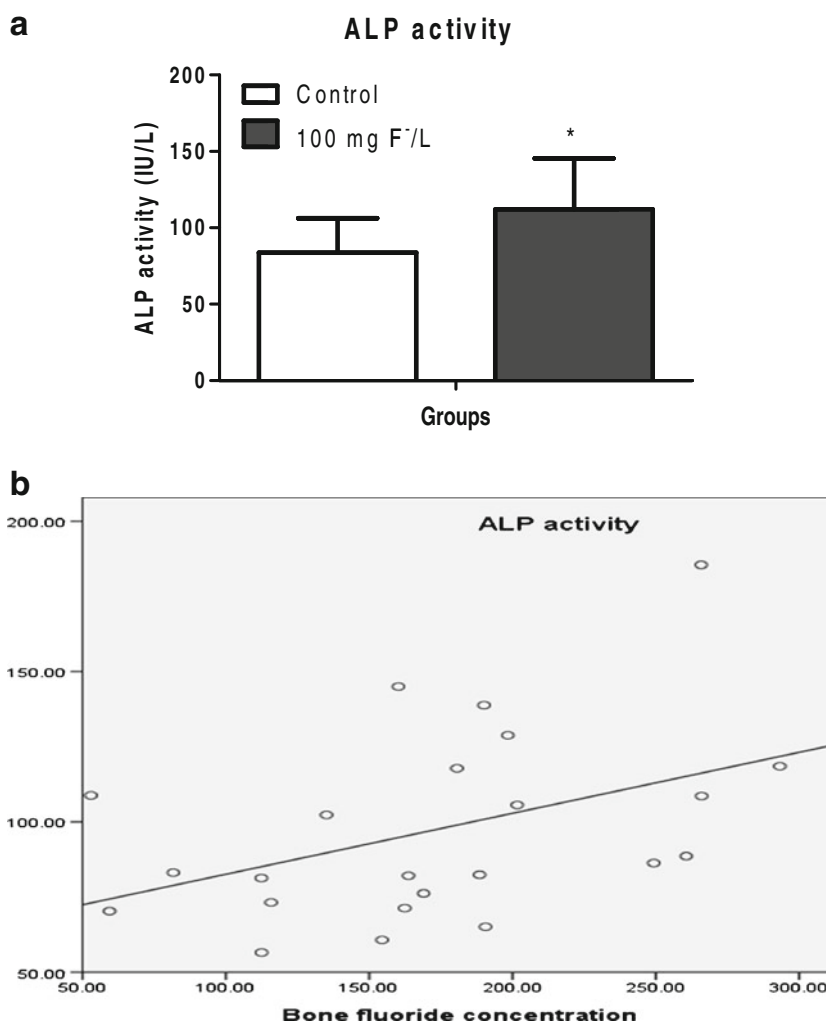 a
ALP activity
200
150
100
50
0
ALP activity (IU/L)
Control
100 mg F⁻/L
*
Groups
b
ALP activity
200.00
150.00
100.00
50.00
50.00 100.00 150.00 200.00 250.00 300.00
Bone fluoride concentration